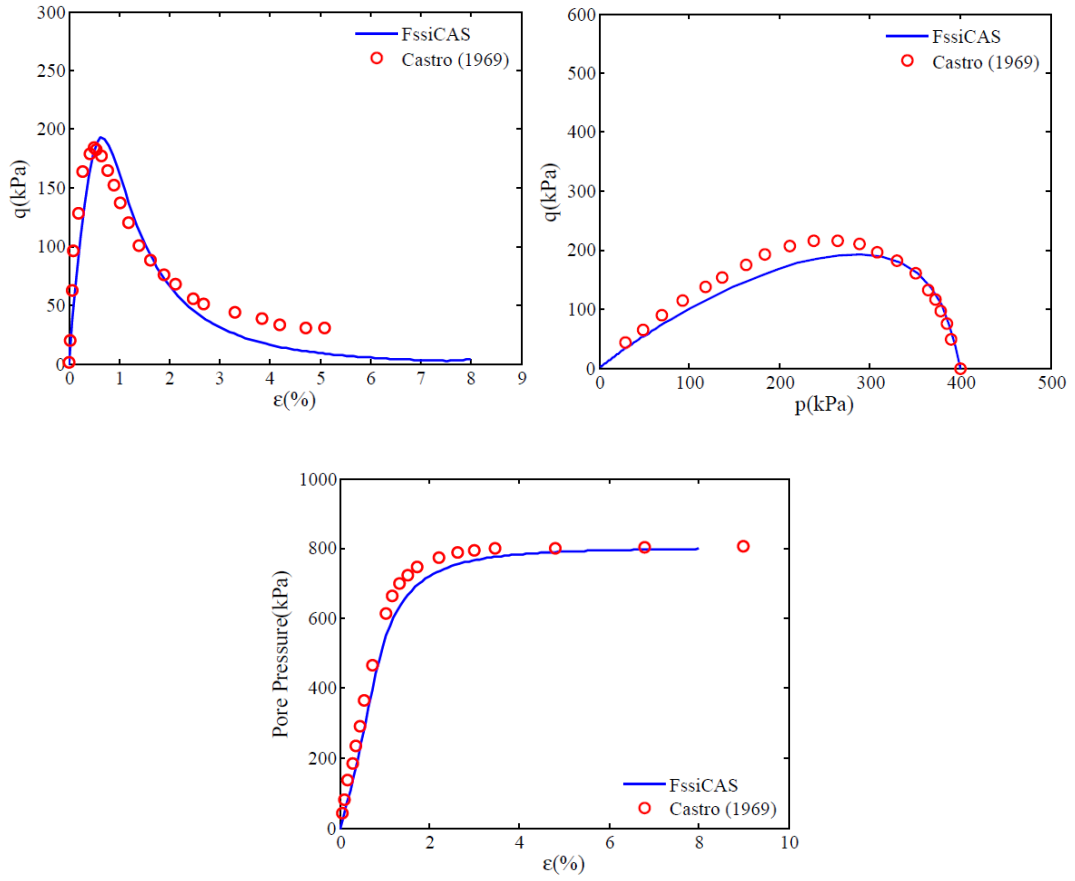 300
250
200
150
100
50
0
q(kPa)
0 1 2 3 4 5 6 7 8 9
ε(%)
FssiCAS
Castro (1969)
600
500
400
300
200
100
0
q(kPa)
0 100 200 300 400 500
p(kPa)
FssiCAS
Castro (1969)
1000
800
600
400
200
0
Pore Pressure(kPa)
0 2 4 6 8 10
ε(%)
FssiCAS
Castro (1969)